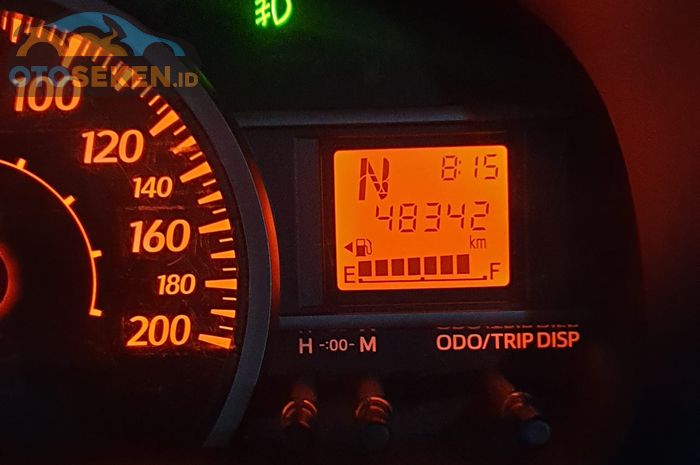 OTOSEKEN.ID
100
120
140
160
180
200
N 8:15
48342
km
E F
H -:00- M
ODO/TRIP DISP